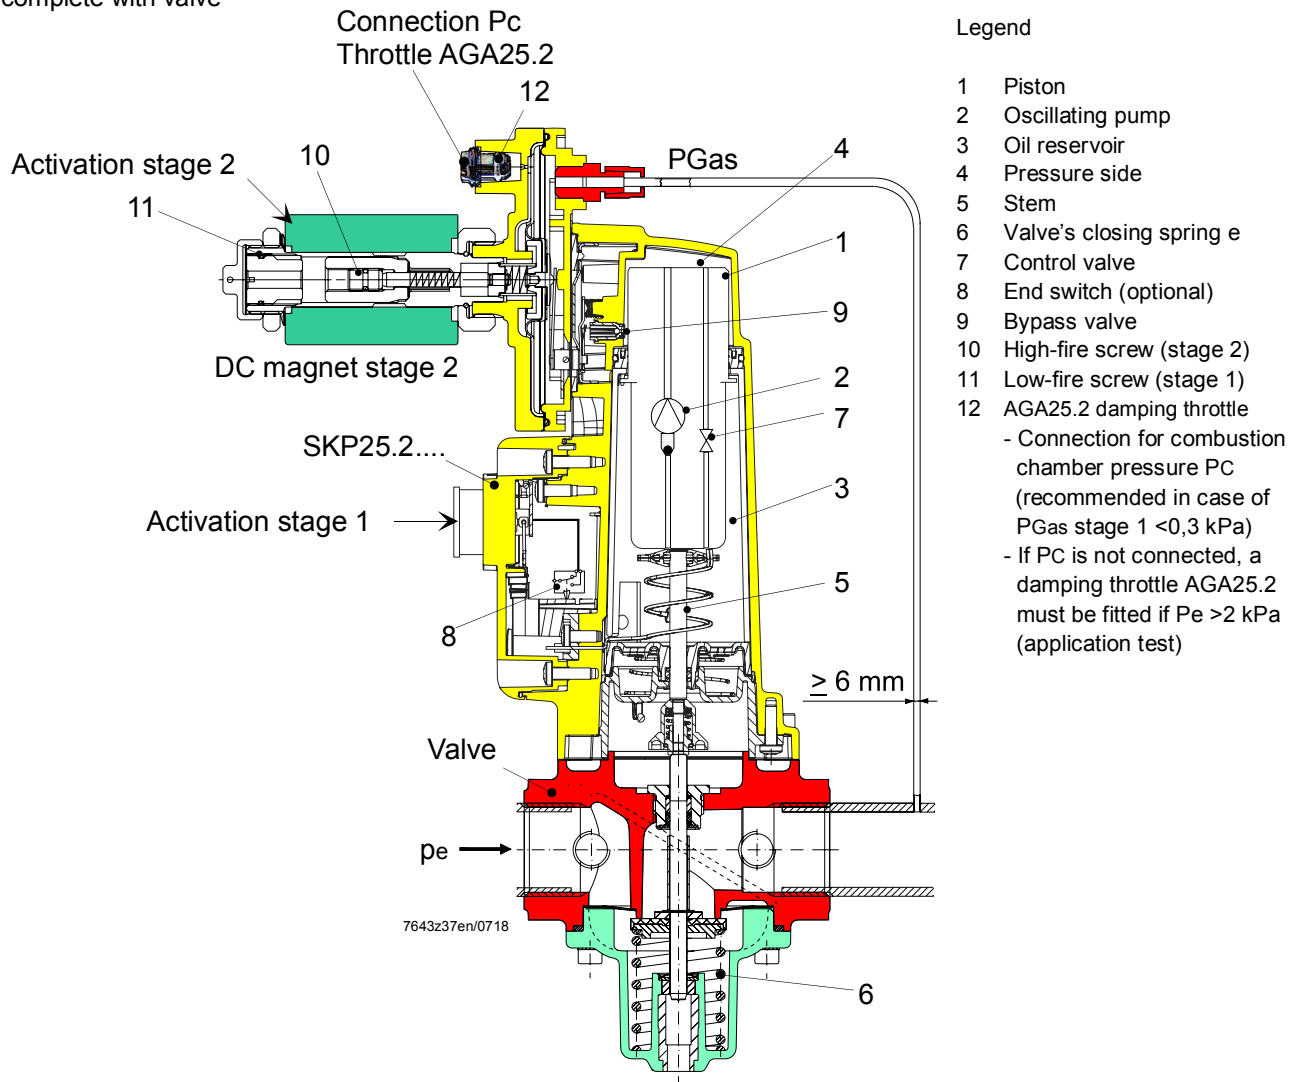 complete with valve
Connection Pc
Throttle AGA25.2
12
PGas
4
10
Activation stage 2
11
1
9
DC magnet stage 2
2
7
SKP25.2....
3
Activation stage 1
5
8
≥ 6 mm
Valve
pe
7643z37en/0718
6
Legend
1 Piston
2 Oscillating pump
3 Oil reservoir
4 Pressure side
5 Stem
6 Valve's closing spring e
7 Control valve
8 End switch (optional)
9 Bypass valve
10 High-fire screw (stage 2)
11 Low-fire screw (stage 1)
12 AGA25.2 damping throttle
- Connection for combustion
chamber pressure PC
(recommended in case of
PGas stage 1 <0,3 kPa)
- If PC is not connected, a
damping throttle AGA25.2
must be fitted if Pe >2 kPa
(application test)